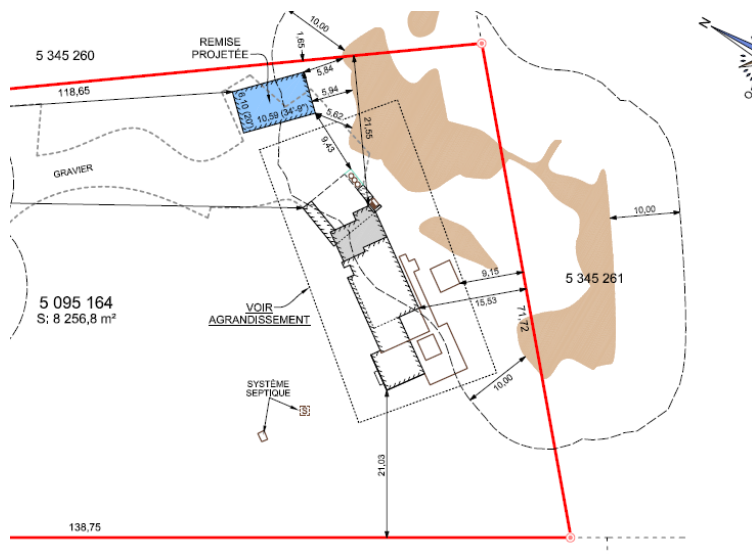 10,00
N
5 345 260
REMISE
PROJETÉE
1,65
5,84
118,65
6,10 (20')
10,59 (34'-9")
5,94
5,62
21,55
9,43
GRAVIER
10,00
5 345 261
9,15
15,53
71,72
5 095 164
S: 8 256,8 m²
VOIR
AGRANDISSEMENT
SYSTÈME
SEPTIQUE
S
10,00
21,03
138,75